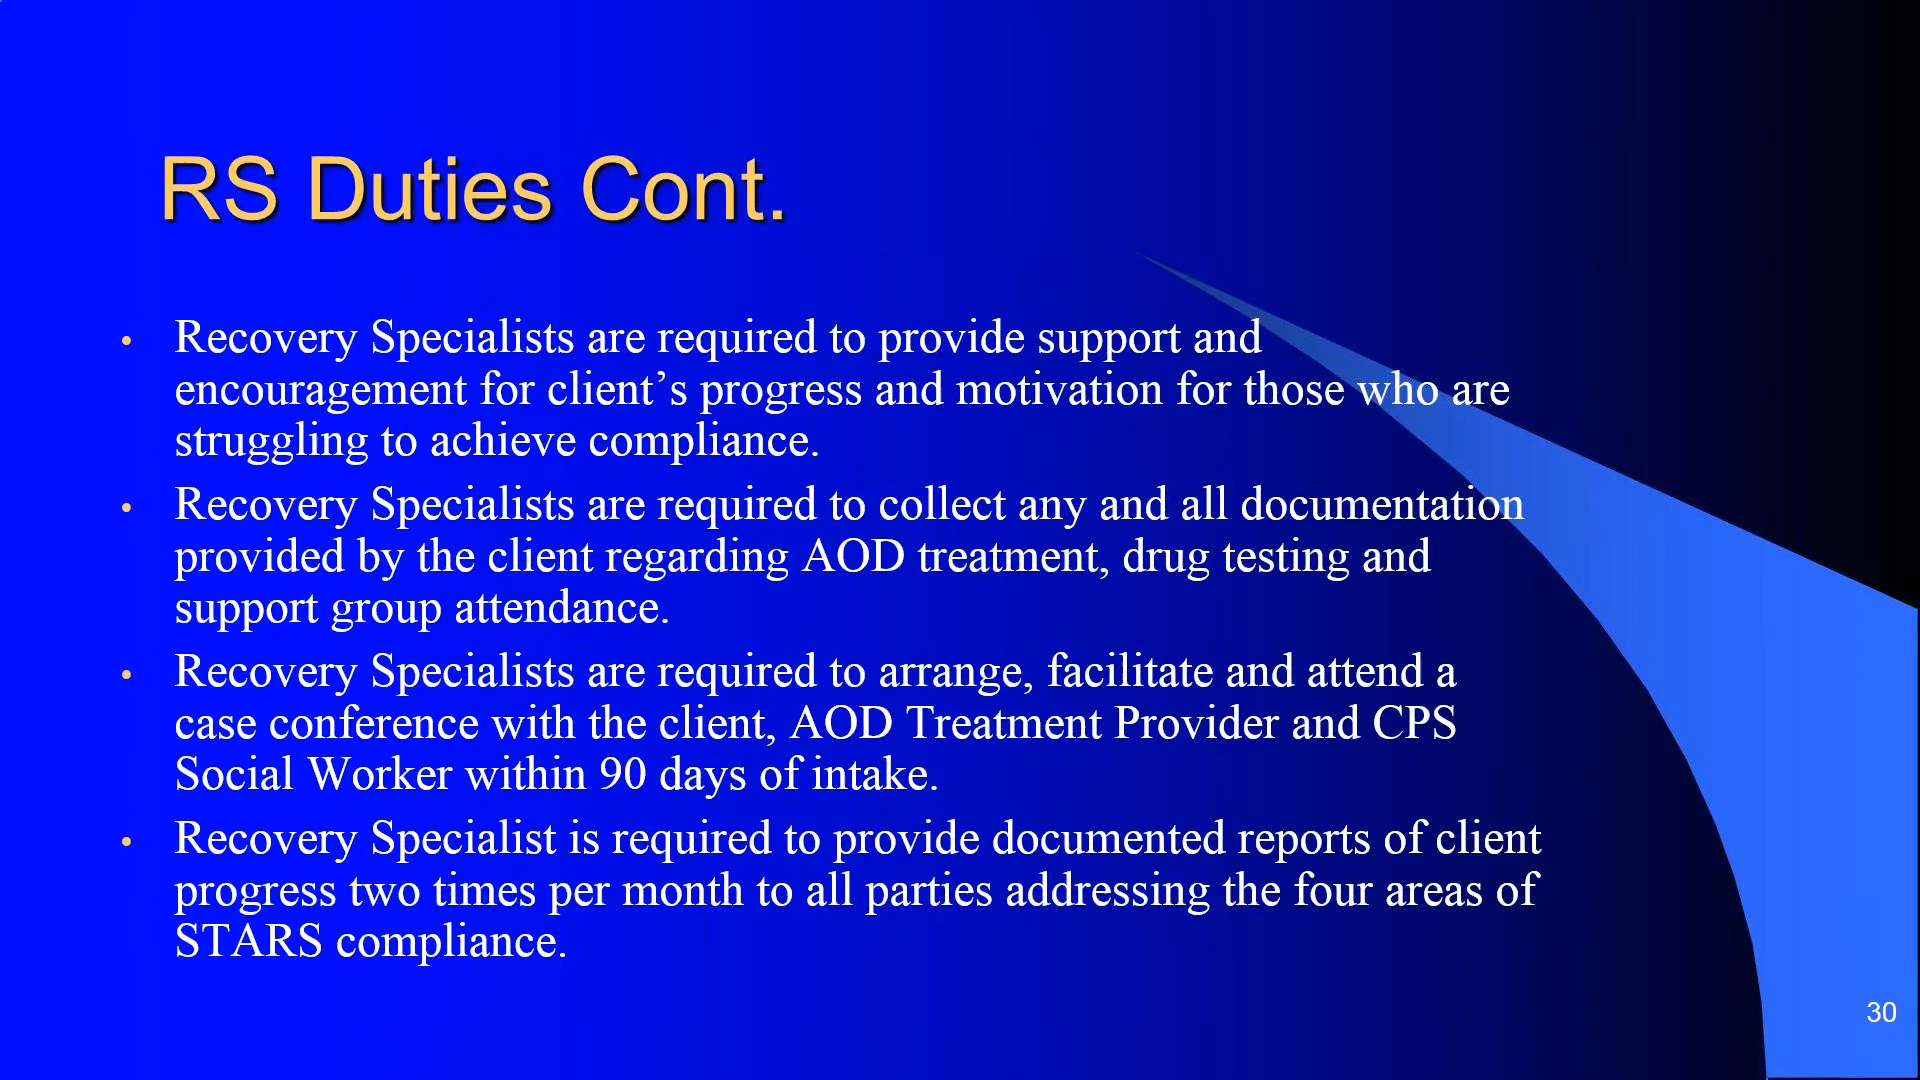 RS Duties Cont.
• Recovery Specialists are required to provide support and
encouragement for client’s progress and motivation for those who are
struggling to achieve compliance.
• Recovery Specialists are required to collect any and all documentation
provided by the client regarding AOD treatment, drug testing and
support group attendance.
• Recovery Specialists are required to arrange, facilitate and attend a
case conference with the client, AOD Treatment Provider and CPS
Social Worker within 90 days of intake.
• Recovery Specialist is required to provide documented reports of client
progress two times per month to all parties addressing the four areas of
STARS compliance.
30